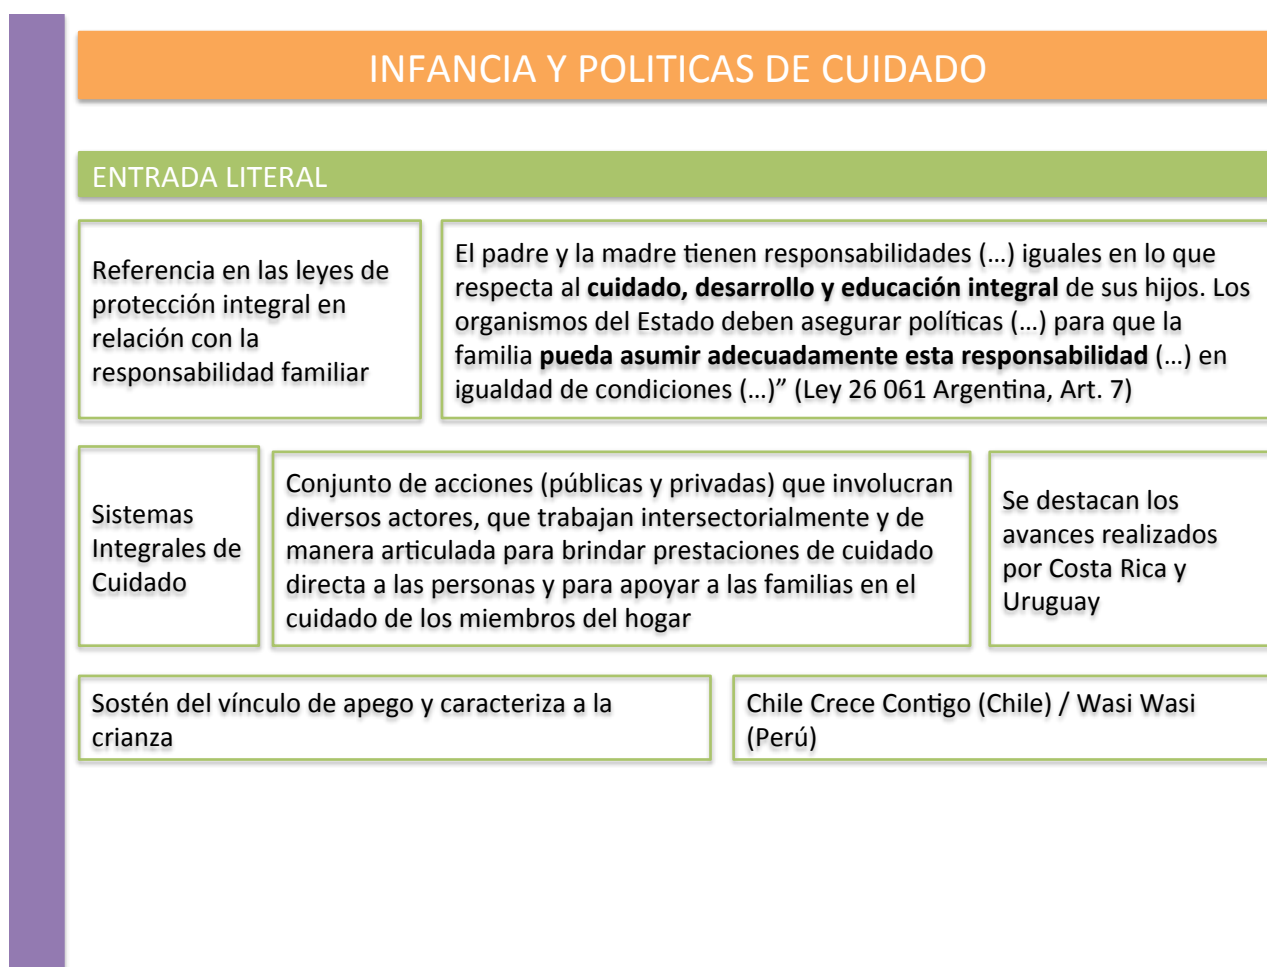 INFANCIA Y POLITICAS DE CUIDADO
ENTRADA LITERAL
Referencia en las leyes de
protección integral en
relación con la
responsabilidad familiar
El padre y la madre tienen responsabilidades (...) iguales en lo que
respecta al cuidado, desarrollo y educación integral de sus hijos. Los
organismos del Estado deben asegurar políticas (...) para que la
familia pueda asumir adecuadamente esta responsabilidad (...) en
igualdad de condiciones (...)” (Ley 26 061 Argentina, Art. 7)
Sistemas
Integrales de
Cuidado
Conjunto de acciones (públicas y privadas) que involucran
diversos actores, que trabajan intersectorialmente y de
manera articulada para brindar prestaciones de cuidado
directa a las personas y para apoyar a las familias en el
cuidado de los miembros del hogar
Se destacan los
avances realizados
por Costa Rica y
Uruguay
Sostén del vínculo de apego y caracteriza a la
crianza
Chile Crece Contigo (Chile) / Wasi Wasi
(Perú)